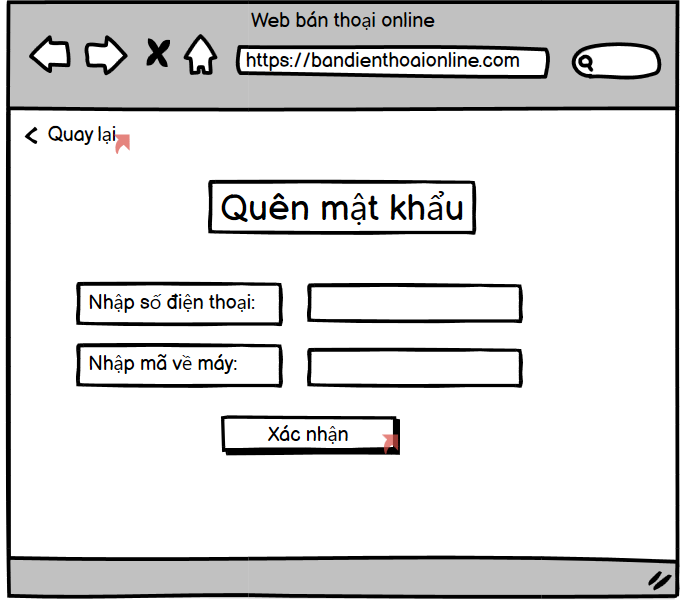 Web bán thoại online
https://bandienthoaionline.com
Quay lại
Quên mật khẩu
Nhập số điện thoại:
Nhập mã về máy:
Xác nhận